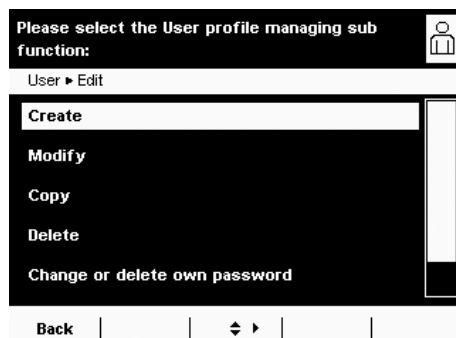 Please select the User profile managing sub
function:
User ▸ Edit
Create
Modify
Copy
Delete
Change or delete own password
Back